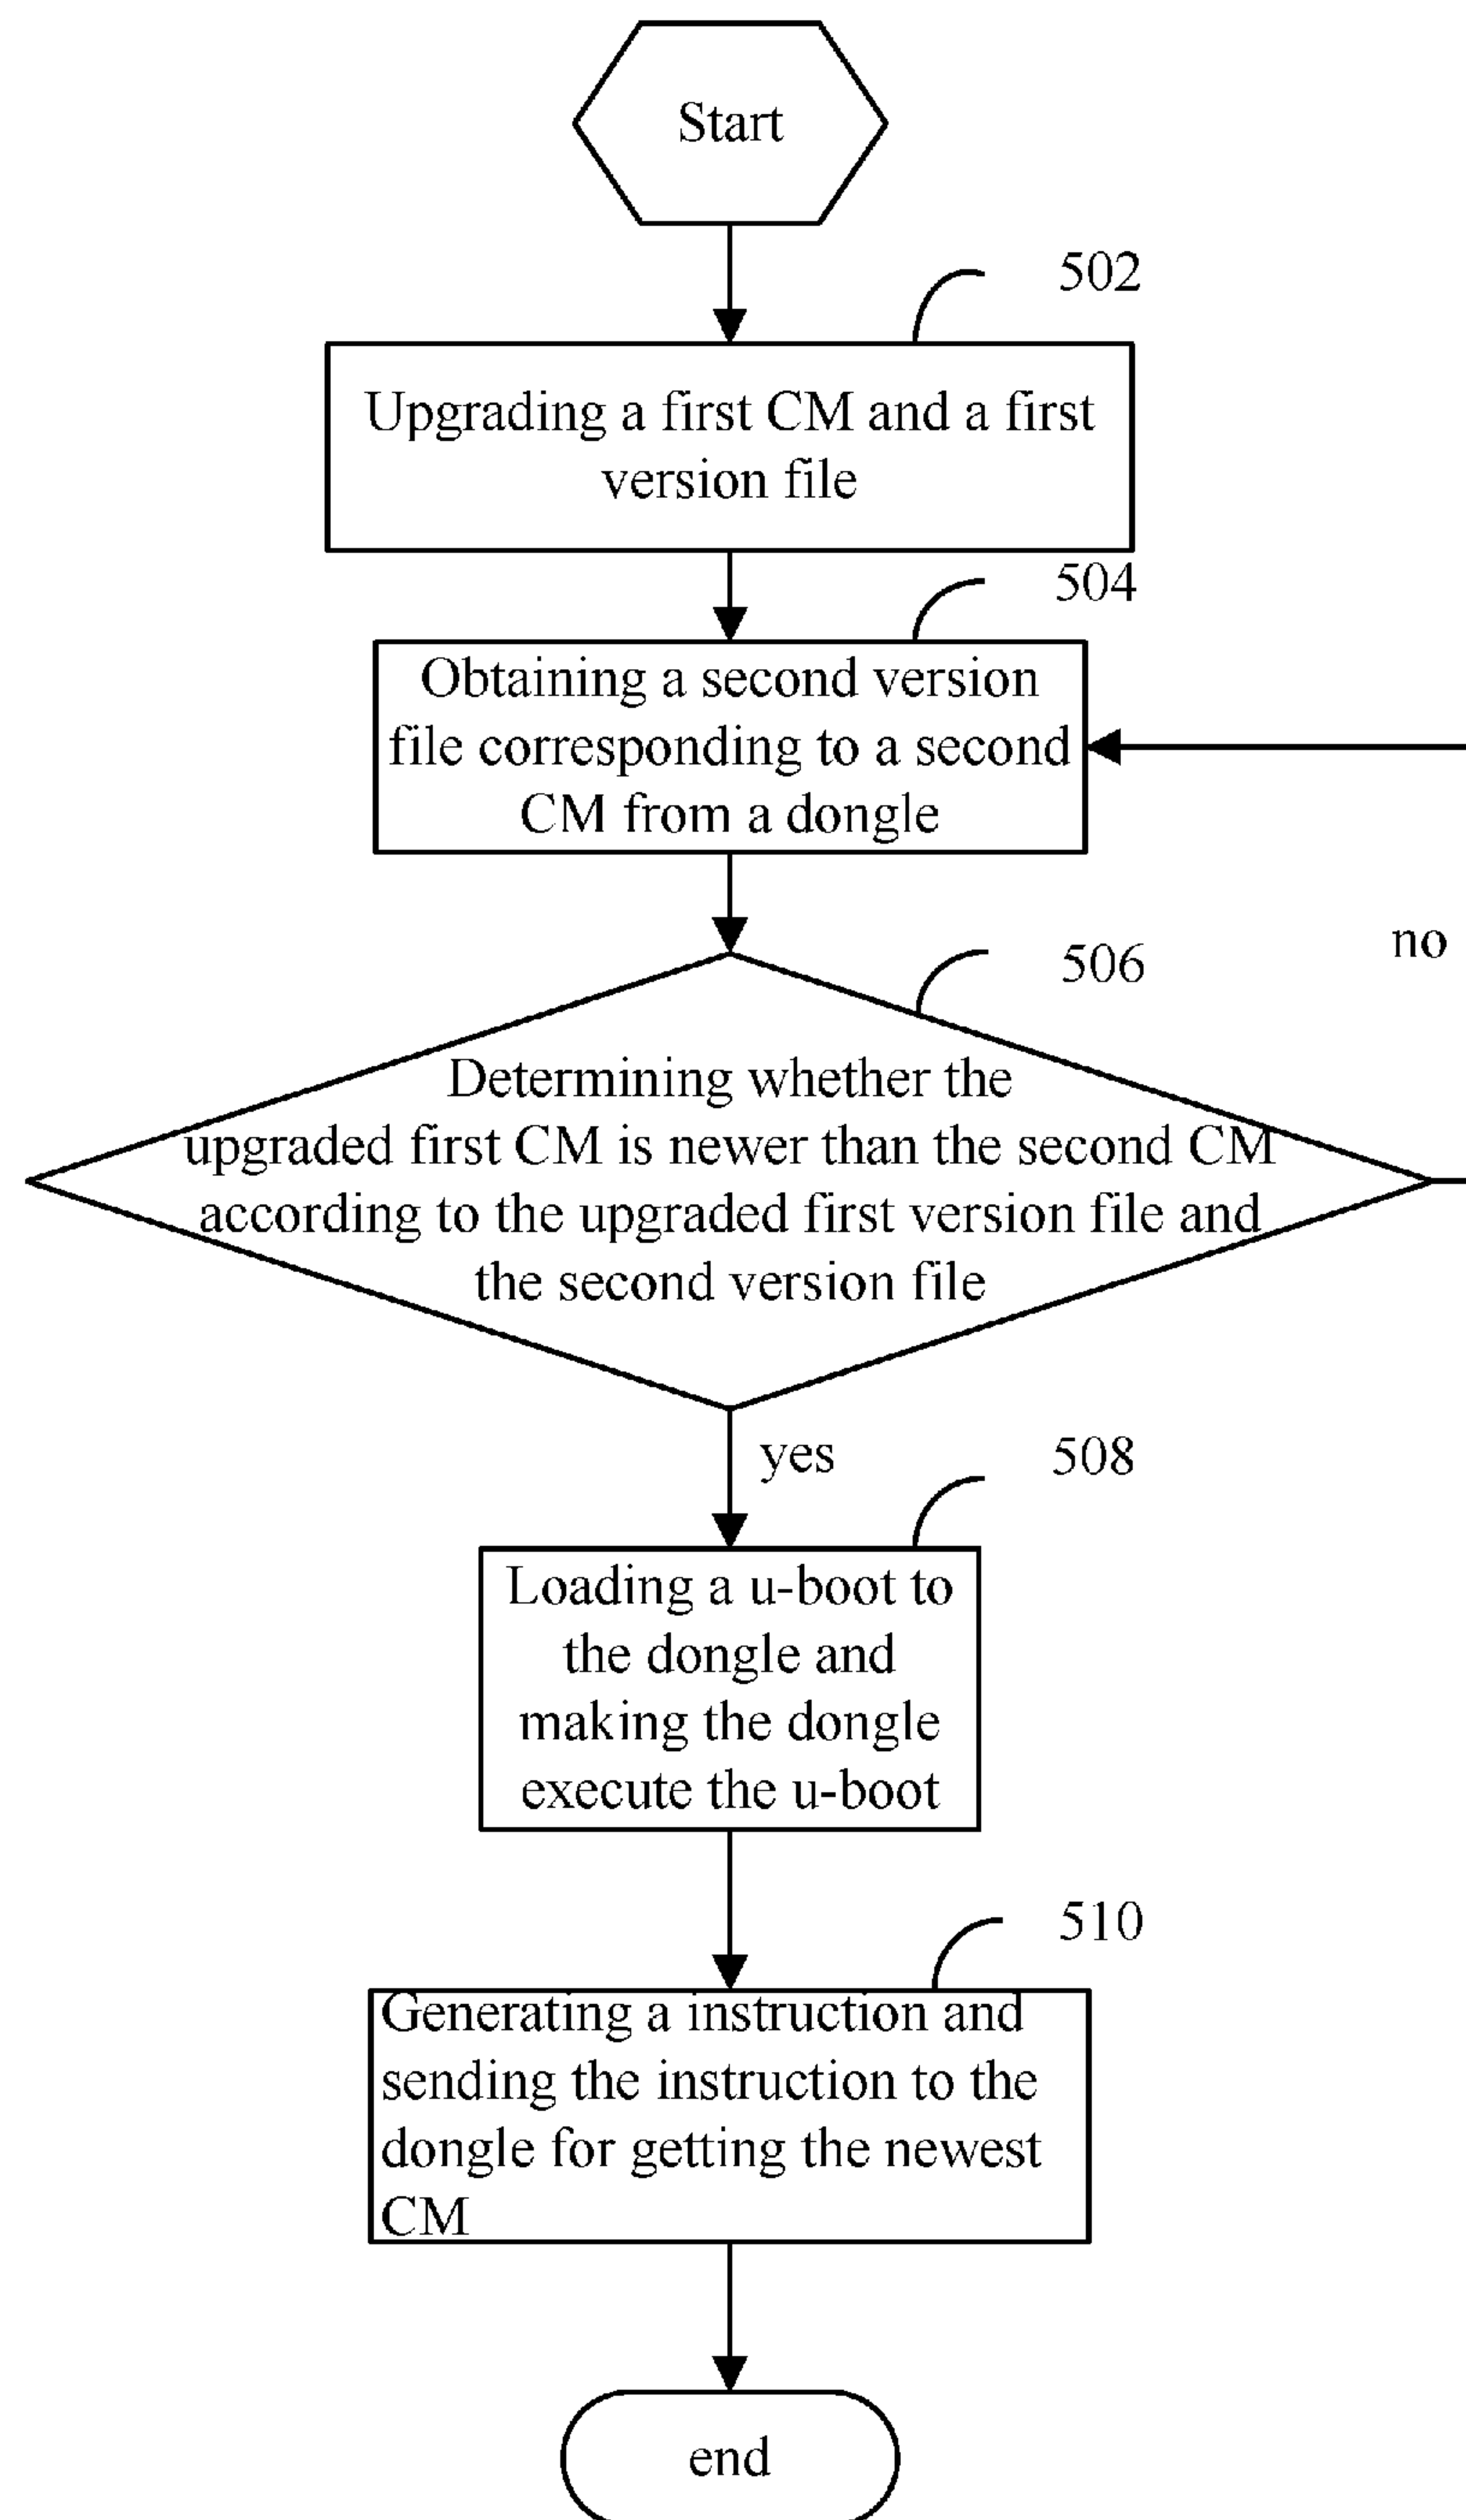 Start
502
Upgrading a first CM and a first
version file
504
Obtaining a second version
file corresponding to a second
CM from a dongle
no
506
Determining whether the
upgraded first CM is newer than the second CM
according to the upgraded first version file and
the second version file
yes
508
Loading a u-boot to
the dongle and
making the dongle
execute the u-boot
510
Generating a instruction and
sending the instruction to the
dongle for getting the newest
CM
end